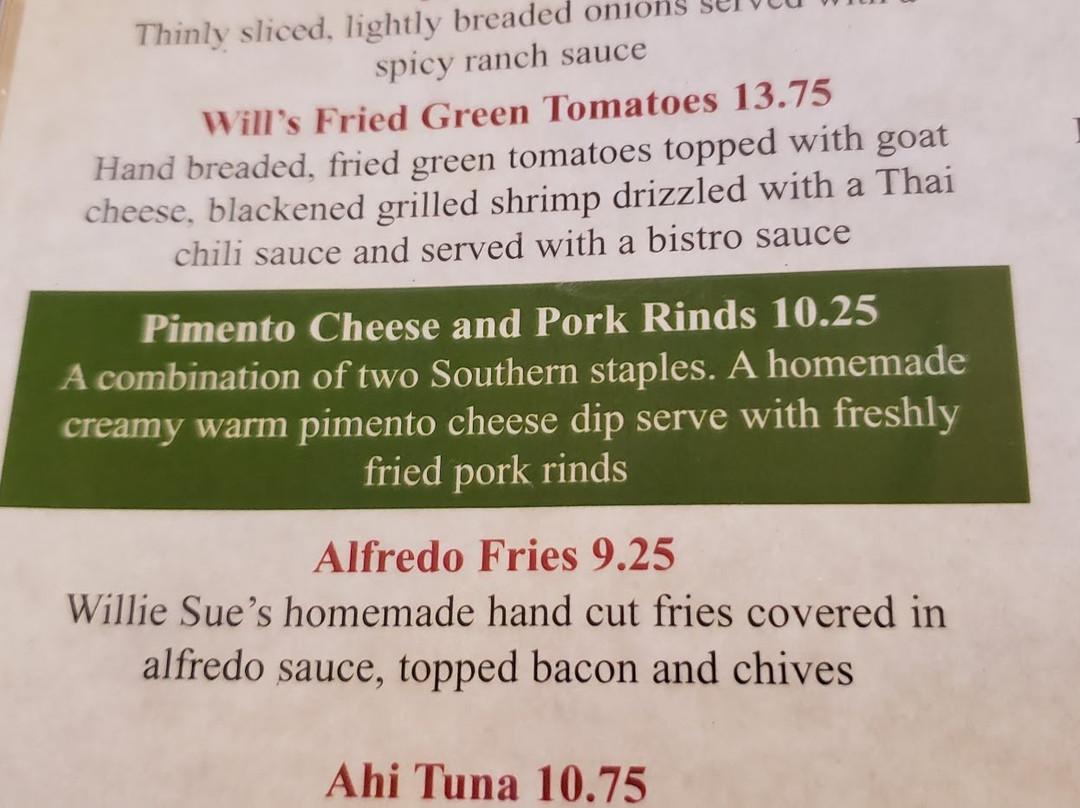 Thinly sliced, lightly breaded onions served with a
spicy ranch sauce
Will's Fried Green Tomatoes 13.75
Hand breaded, fried green tomatoes topped with goat
cheese, blackened grilled shrimp drizzled with a Thai
chili sauce and served with a bistro sauce
Pimento Cheese and Pork Rinds 10.25
A combination of two Southern staples. A homemade
creamy warm pimento cheese dip serve with freshly
fried pork rinds
Alfredo Fries 9.25
Willie Sue's homemade hand cut fries covered in
alfredo sauce, topped bacon and chives
Ahi Tuna 10.75